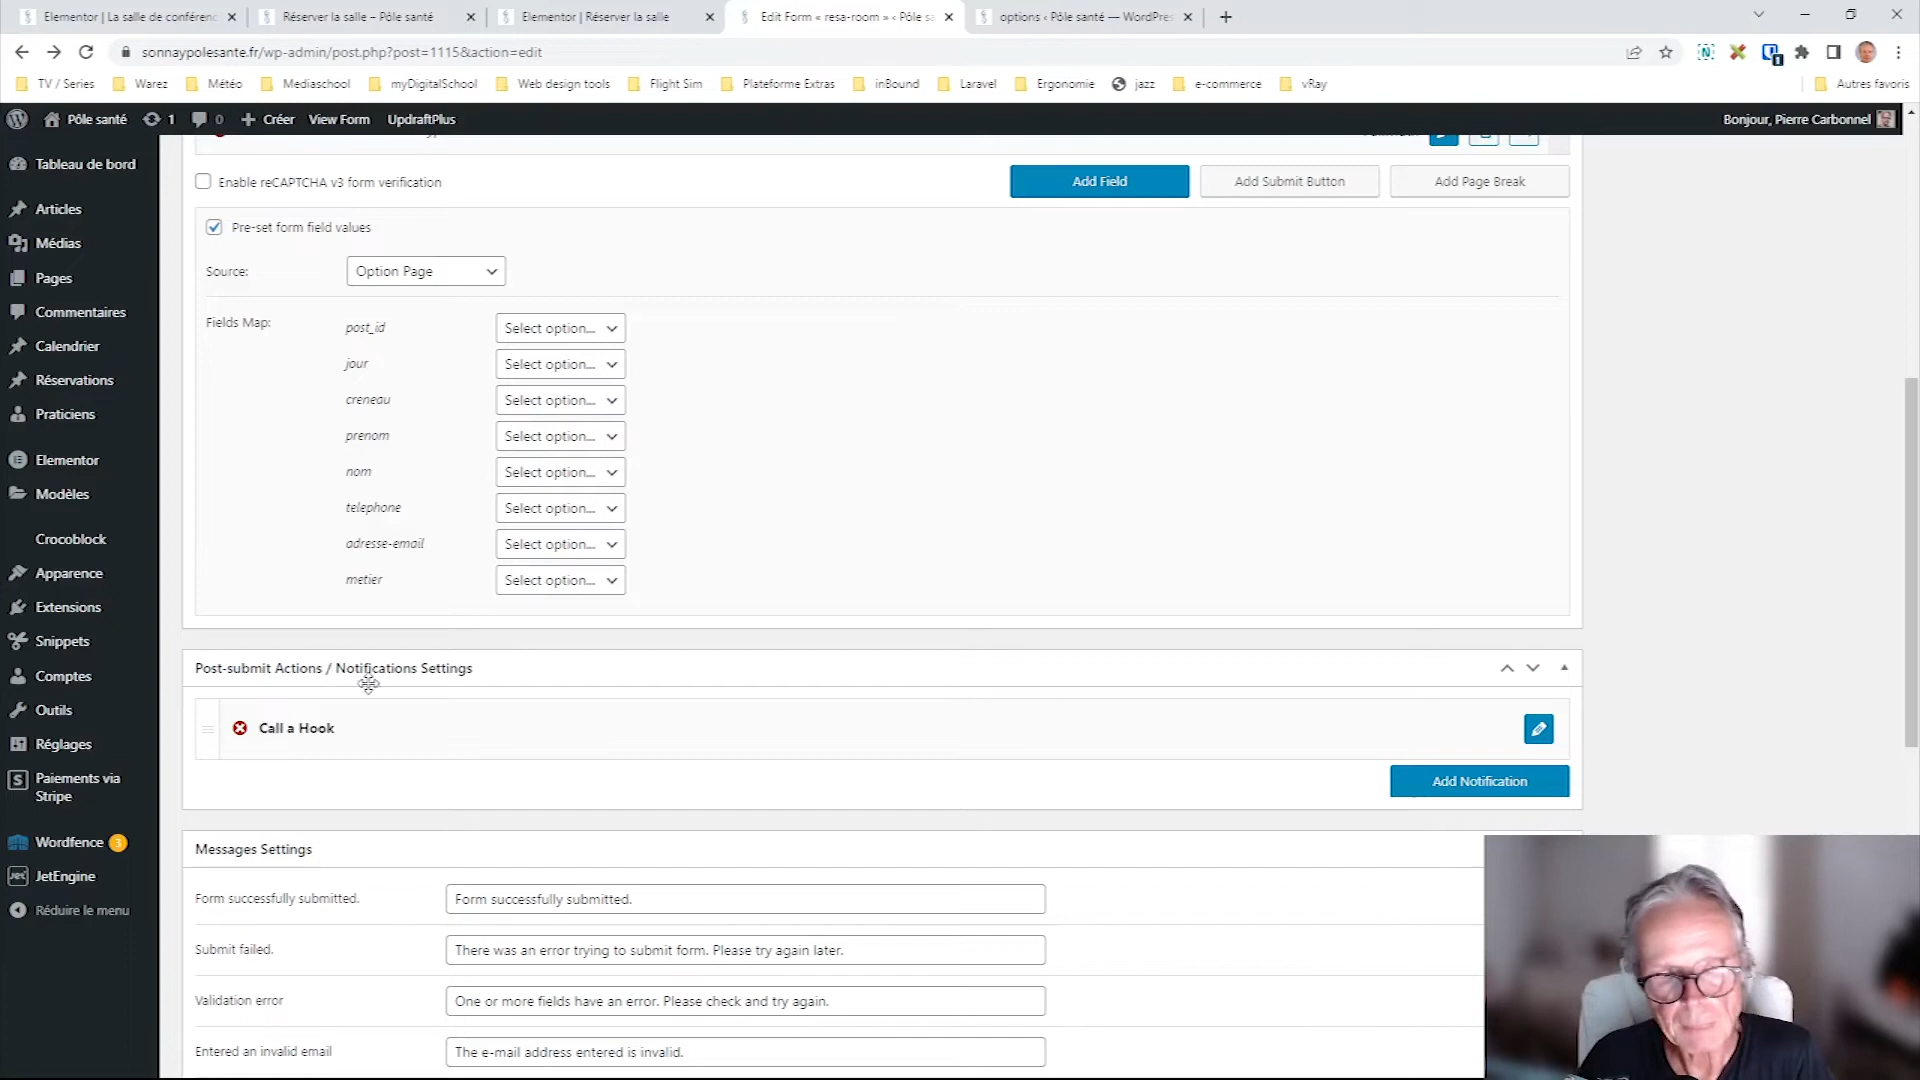 Elementor | La salle de conférenc
Réserver la salle – Pôle santé
Elementor | Réserver la salle
Edit Form « resa-room » ‹ Pôle sa
options ‹ Pôle santé — WordPres
sonnaypolesante.fr/wp-admin/post.php?post=1115&action=edit
TV / Series
Warez
Météo
Mediaschool
myDigitalSchool
Web design tools
Flight Sim
Plateforme Extras
inBound
Laravel
Ergonomie
jazz
e-commerce
vRay
Autres favoris
Pôle santé
1
0
Créer
View Form
UpdraftPlus
Bonjour, Pierre Carbonnel
Tableau de bord
Articles
Médias
Pages
Commentaires
Calendrier
Réservations
Praticiens
Elementor
Modèles
Crocoblock
Apparence
Extensions
Snippets
Comptes
Outils
Réglages
Paiements via
Stripe
Wordfence 3
JetEngine
Réduire le menu
Enable reCAPTCHA v3 form verification
Add Field
Add Submit Button
Add Page Break
Pre-set form field values
Source:
Option Page
Fields Map:
post_id
Select option...
jour
Select option...
creneau
Select option...
prenom
Select option...
nom
Select option...
telephone
Select option...
adresse-email
Select option...
metier
Select option...
Post-submit Actions / Notifications Settings
Call a Hook
Add Notification
Messages Settings
Form successfully submitted.
Form successfully submitted.
Submit failed.
There was an error trying to submit form. Please try again later.
Validation error
One or more fields have an error. Please check and try again.
Entered an invalid email
The e-mail address entered is invalid.